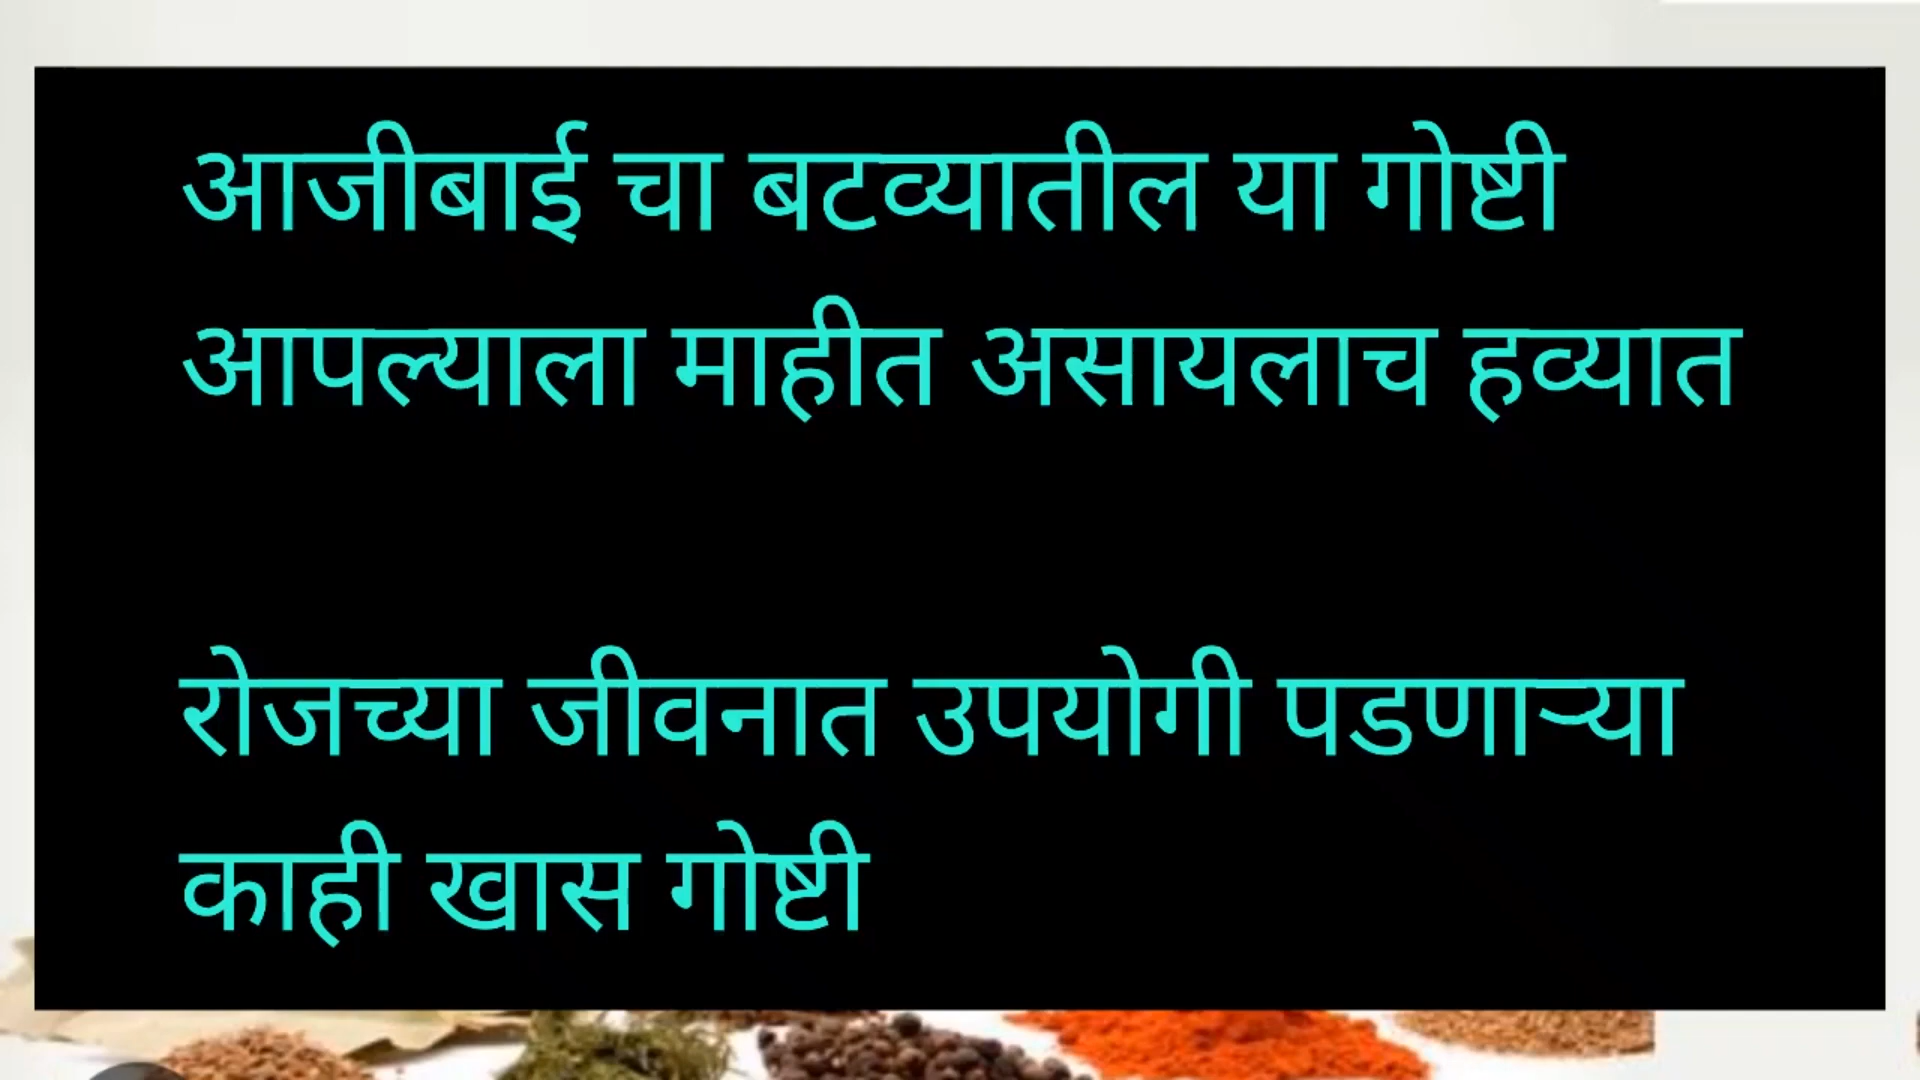 आजीबाई चा बटव्यातील या गोष्टी
आपल्याला माहीत असायलाच हव्यात
रोजच्या जीवनात उपयोगी पडणाऱ्या
काही खास गोष्टी